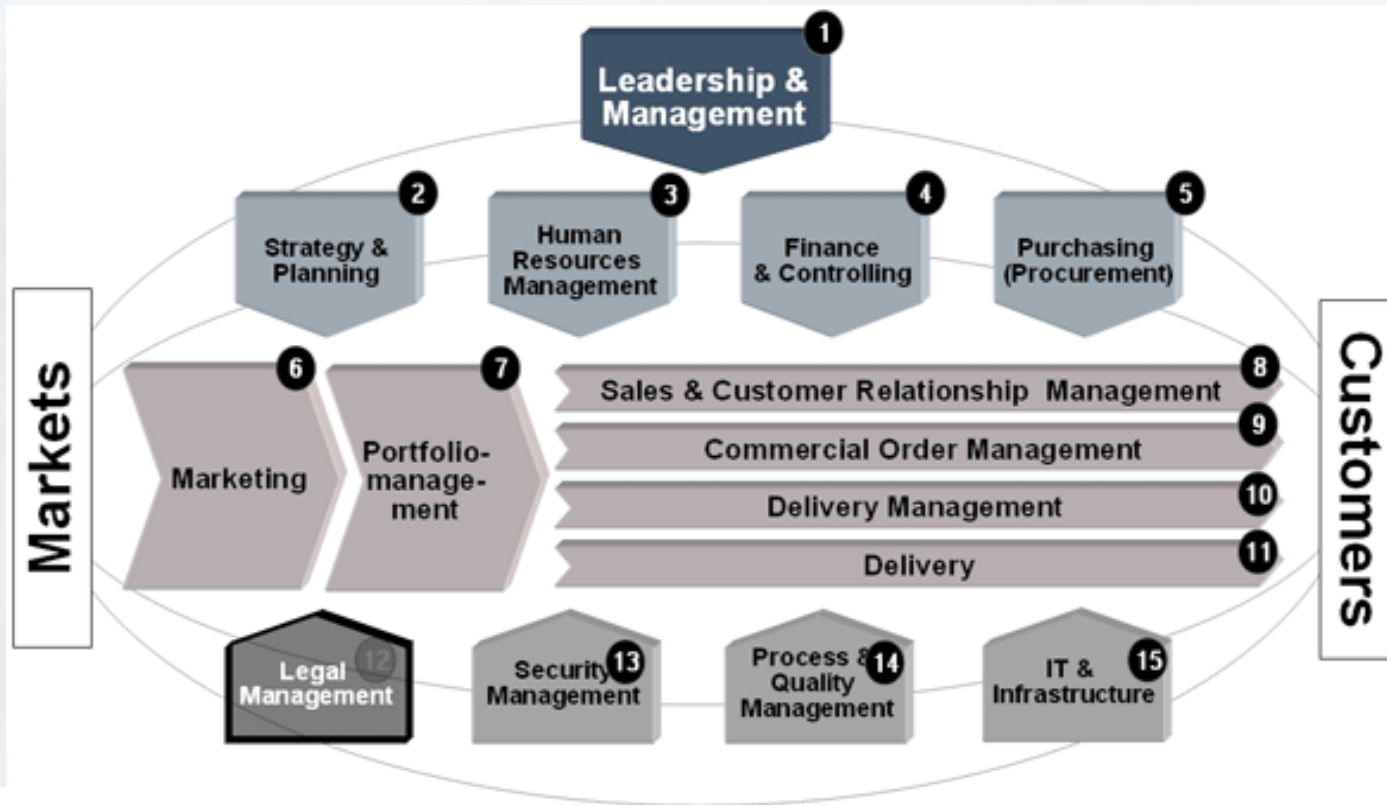 1
Leadership &
Management
2
Strategy &
Planning
3
Human
Resources
Management
4
Finance
& Controlling
5
Purchasing
(Procurement)
Markets
6
Marketing
7
Portfolio-
manage-
ment
8
Sales & Customer Relationship Management
9
Commercial Order Management
10
Delivery Management
11
Delivery
Customers
12
Legal
Management
13
Security
Management
14
Process &
Quality
Management
15
IT &
Infrastructure